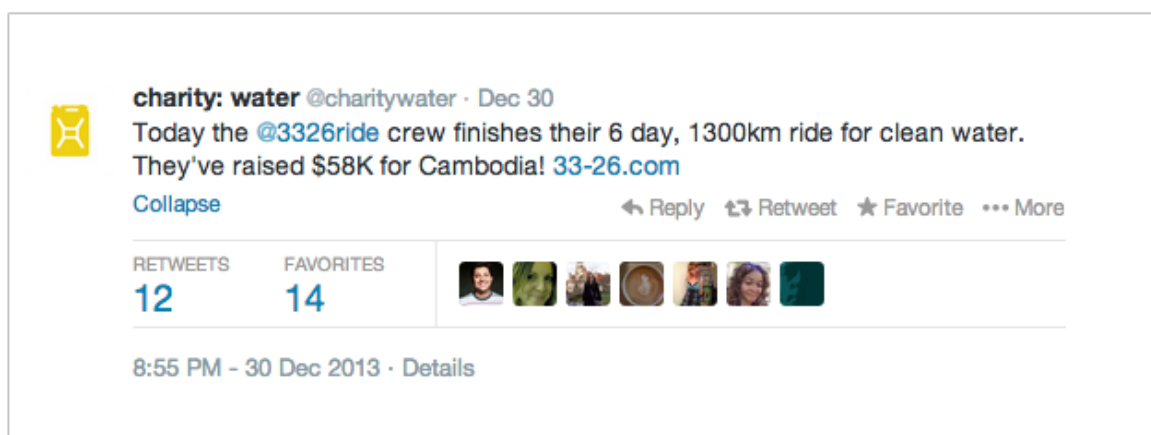 charity: water @charitywater · Dec 30
Today the @3326ride crew finishes their 6 day, 1300km ride for clean water.
They've raised $58K for Cambodia! 33-26.com
Collapse Reply Retweet Favorite ••• More
RETWEETS FAVORITES
12 14
8:55 PM - 30 Dec 2013 · Details